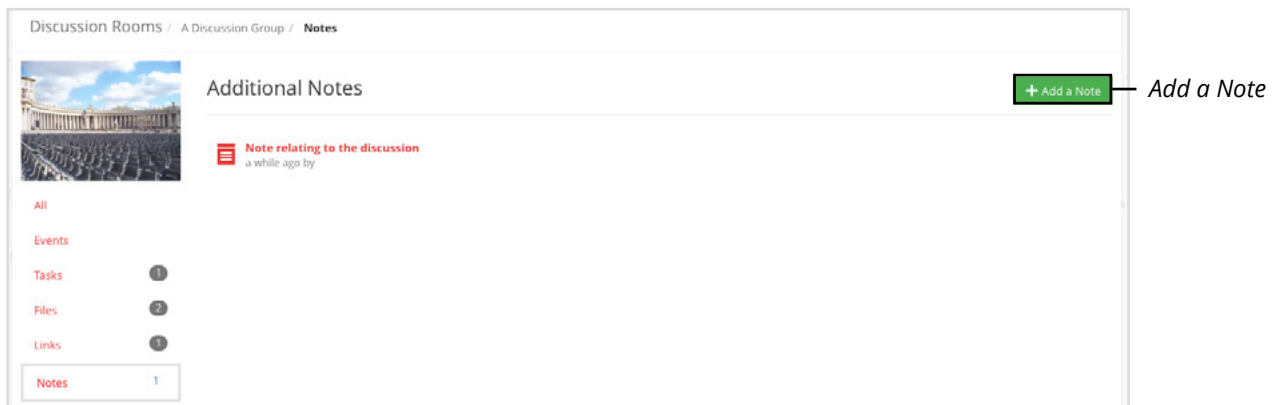 Discussion Rooms / A Discussion Group / Notes
Additional Notes
+ Add a Note
Add a Note
Note relating to the discussion
a while ago by
All
Events
Tasks 1
Files 2
Links 1
Notes 1